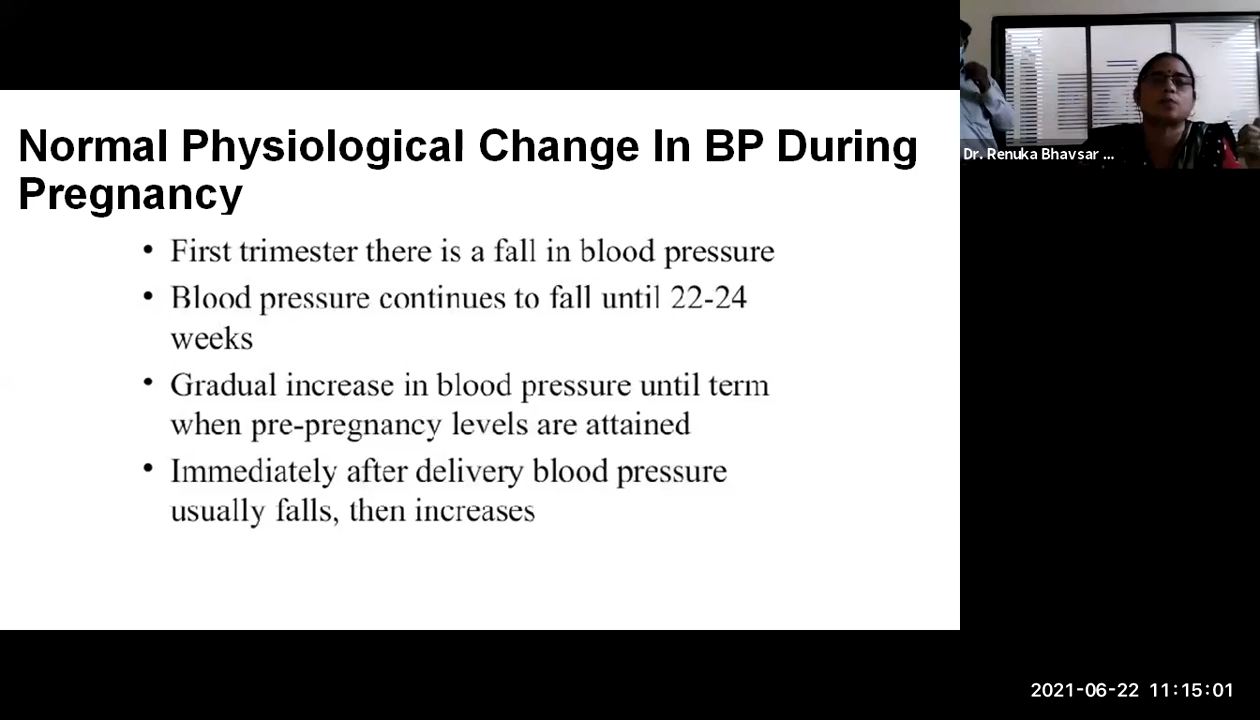 Normal Physiological Change In BP During
Pregnancy
• First trimester there is a fall in blood pressure
• Blood pressure continues to fall until 22-24
weeks
• Gradual increase in blood pressure until term
when pre-pregnancy levels are attained
• Immediately after delivery blood pressure
usually falls, then increases
Dr. Renuka Bhavsar ...
2021-06-22 11:15:01